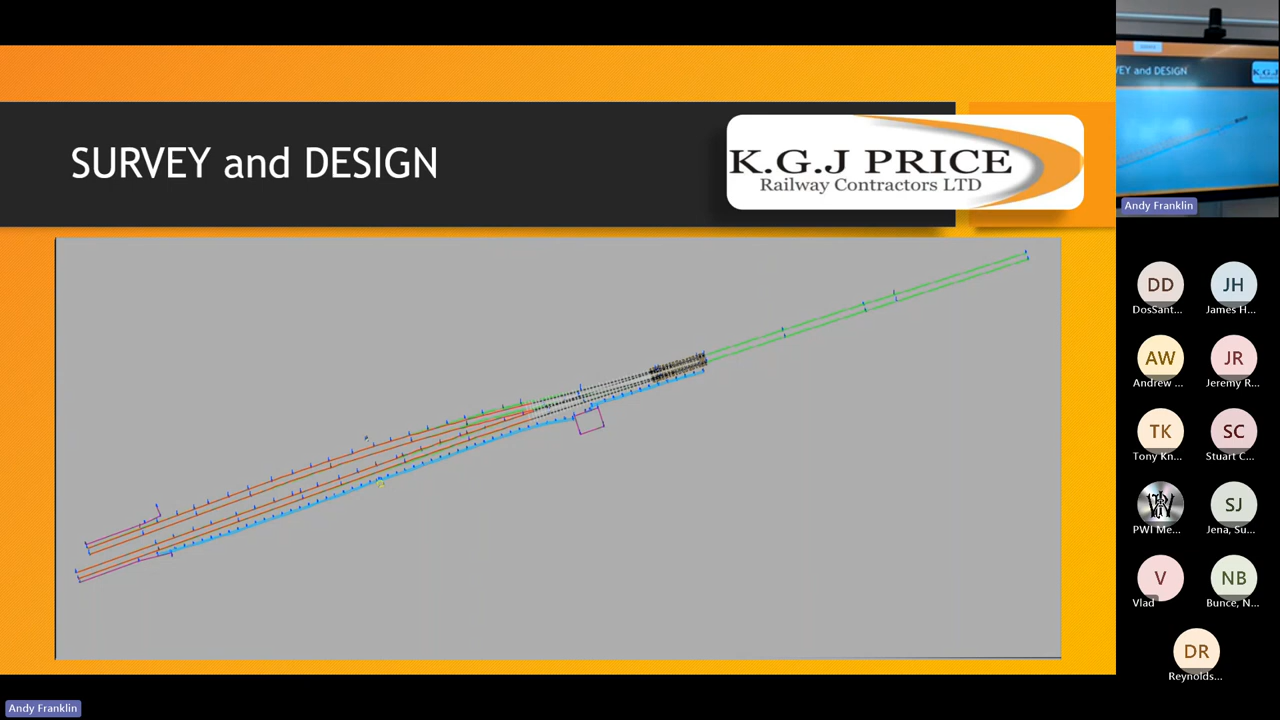 SURVEY and DESIGN
K.G.J PRICE
Railway Contractors LTD
VEY and DESIGN
K.G
Andy Franklin
DD
DosSant...
JH
James H...
AW
Andrew ...
JR
Jeremy R...
TK
Tony Kn...
SC
Stuart C...
PWI Me...
SJ
Jena, Su...
V
Vlad
NB
Bunce, N...
DR
Reynolds...
Andy Franklin